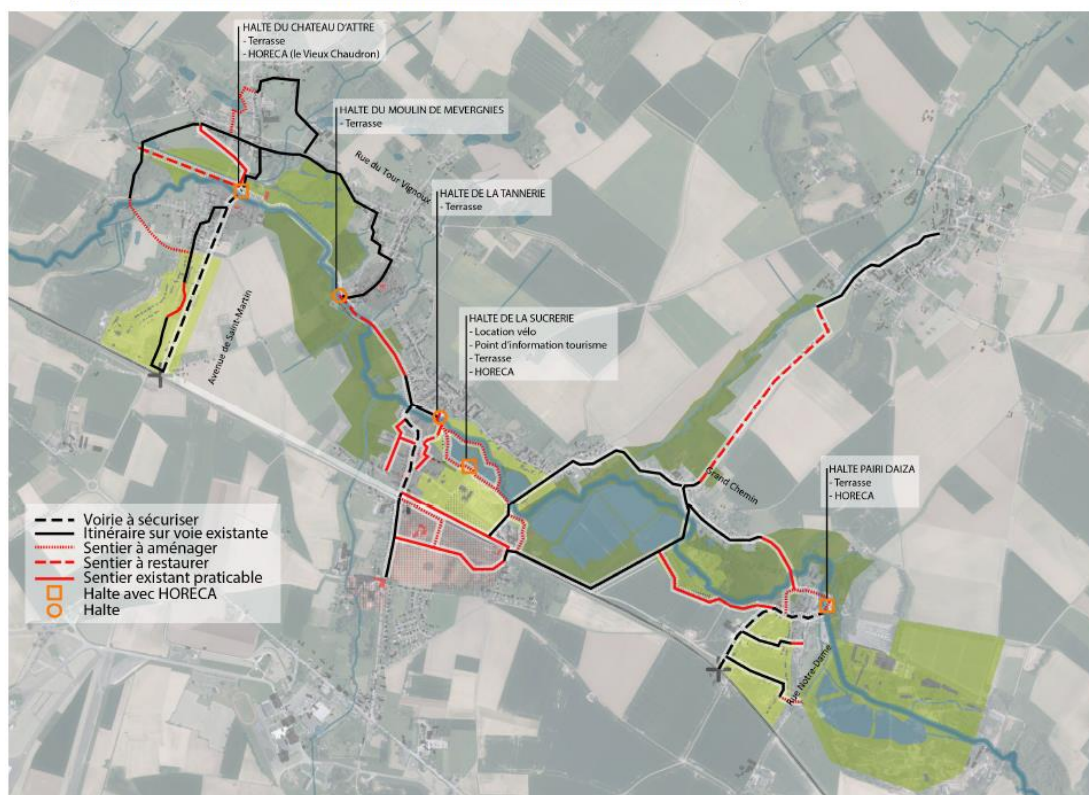 HALTE DU CHATEAU D'ATTRE
- Terrasse
- HORECA (le Vieux Chaudron)
HALTE DU MOULIN DE MEVERGNIES
- Terrasse
Rue du Tour Vignoux
HALTE DE LA TANNERIE
- Terrasse
Avenue de Saint-Martin
HALTE DE LA SUCRERIE
- Location vélo
- Point d'information tourisme
- Terrasse
- HORECA
Grand Chemin
HALTE PAIRI DAIZA
- Terrasse
- HORECA
Rue Notre-Dame
Voirie à sécuriser
Itinéraire sur voie existante
Sentier à aménager
Sentier à restaurer
Sentier existant praticable
Halte avec HORECA
Halte